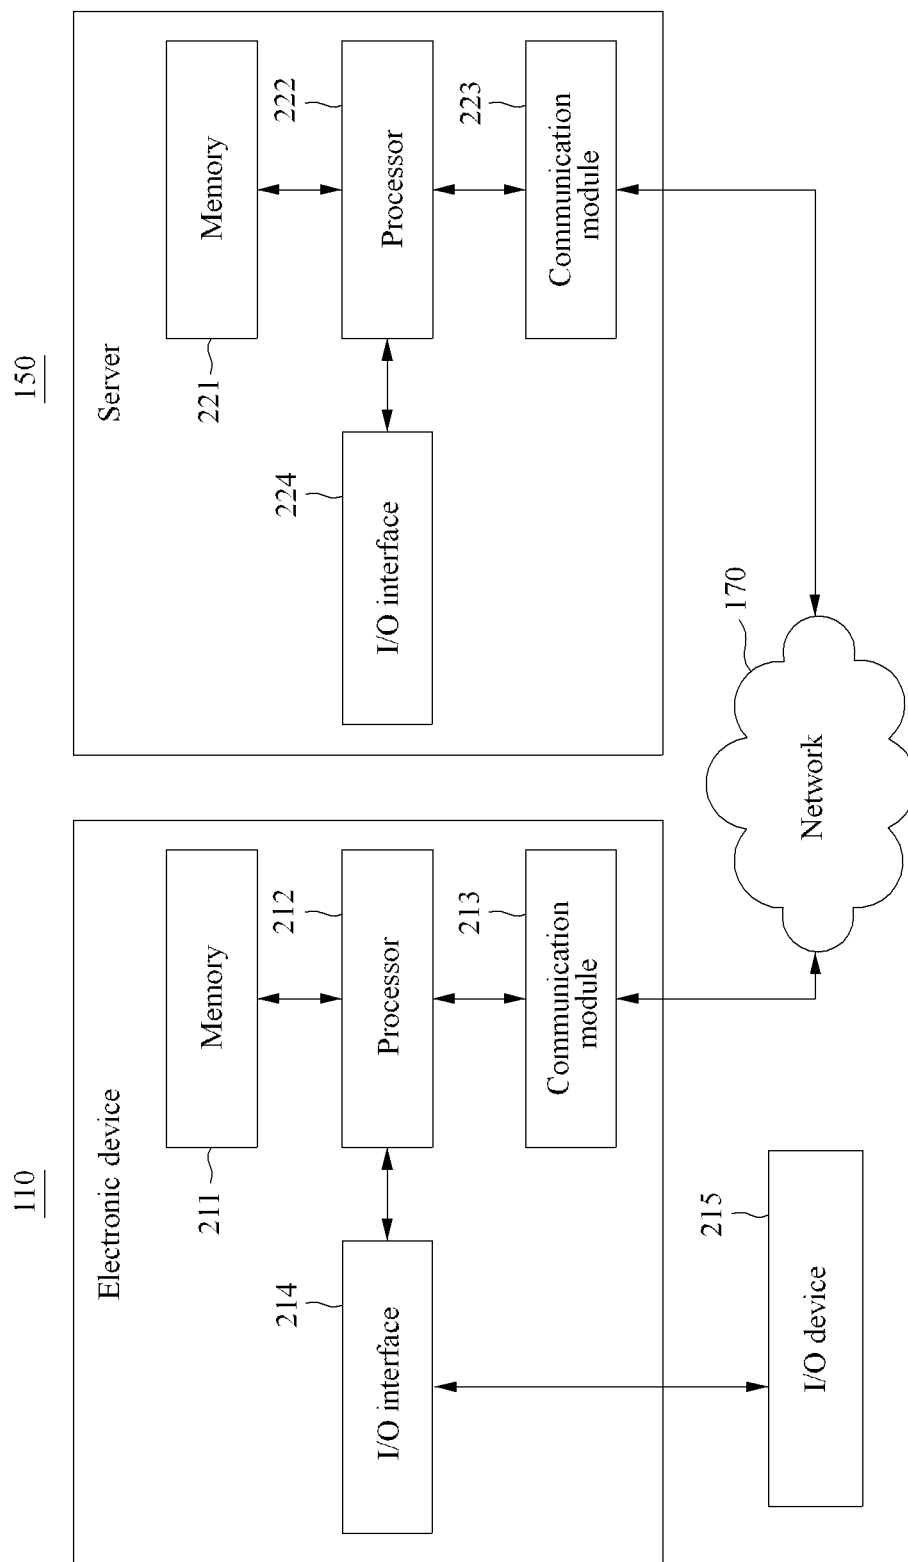 110
150
Electronic device
Server
211
Memory
221
Memory
214
212
224
222
I/O interface
Processor
I/O interface
Processor
213
223
Communication
module
Communication
module
215
170
I/O device
Network